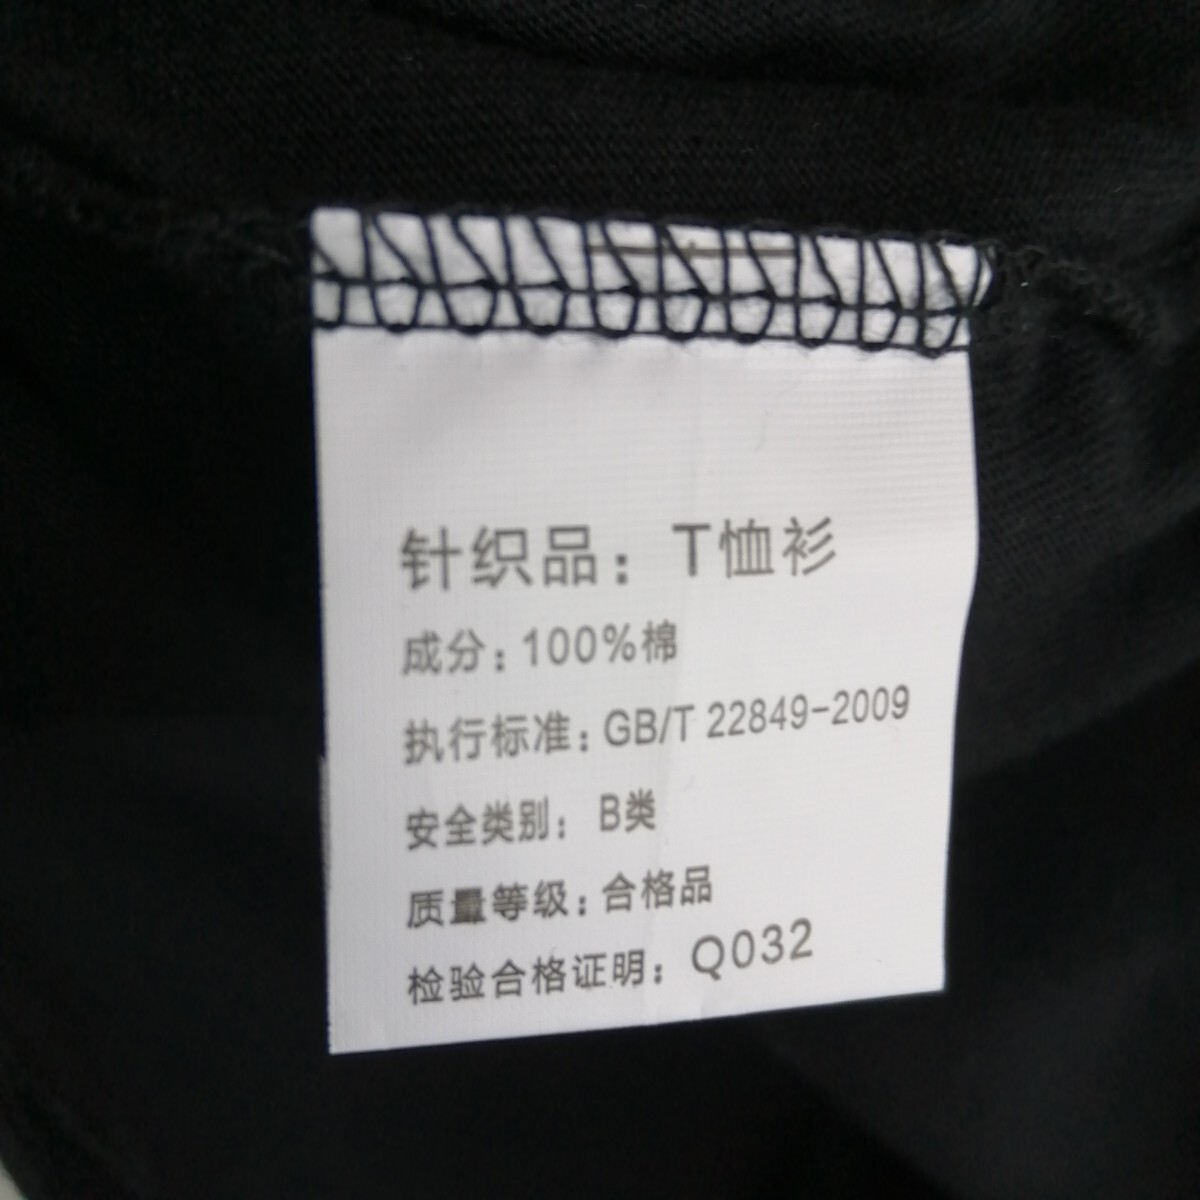 针织品：T恤衫
成分：100%棉
执行标准：GB/T 22849-2009
安全类别：B类
质量等级：合格品
检验合格证明：Q032